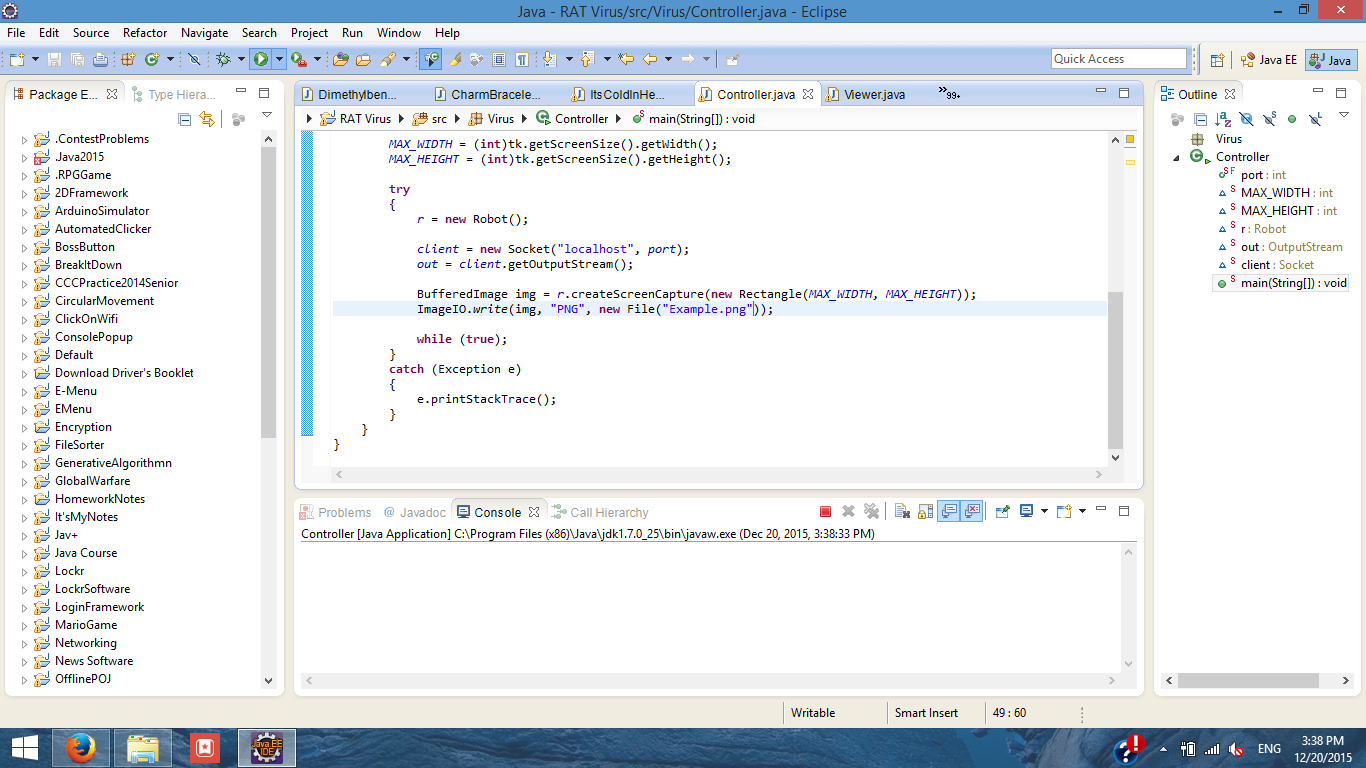 Java - RAT Virus/src/Virus/Controller.java - Eclipse
File Edit Source Refactor Navigate Search Project Run Window Help
Quick Access
Java EE
Java
Package E...
Type Hiera...
.ContestProblems
Java2015
.RPGGame
2DFramework
ArduinoSimulator
AutomatedClicker
BossButton
BreakItDown
CCCPractice2014Senior
CircularMovement
ClickOnWifi
ConsolePopup
Default
Download Driver's Booklet
E-Menu
EMenu
Encryption
FileSorter
GenerativeAlgorithmn
GlobalWarfare
HomeworkNotes
It'sMyNotes
Jav+
Java Course
Lockr
LockrSoftware
LoginFramework
MarioGame
Networking
News Software
OfflinePOJ
Dimethylben...
CharmBracele...
ItsColdInHe...
Controller.java
Viewer.java
»99+
RAT Virus
src
Virus
Controller
main(String[]) : void
MAX_WIDTH = (int)tk.getScreenSize().getWidth();
MAX_HEIGHT = (int)tk.getScreenSize().getHeight();
try
{
r = new Robot();
client = new Socket("localhost", port);
out = client.getOutputStream();
BufferedImage img = r.createScreenCapture(new Rectangle(MAX_WIDTH, MAX_HEIGHT));
ImageIO.write(img, "PNG", new File("Example.png"));
while (true);
}
catch (Exception e)
{
e.printStackTrace();
}
}
}
Outline
Virus
Controller
port : int
MAX_WIDTH : int
MAX_HEIGHT : int
r : Robot
out : OutputStream
client : Socket
main(String[]) : void
Problems
@ Javadoc
Console
Call Hierarchy
Controller [Java Application] C:\Program Files (x86)\Java\jdk1.7.0_25\bin\javaw.exe (Dec 20, 2015, 3:38:33 PM)
Writable
Smart Insert
49 : 60
Java EE
IDE
ENG
3:38 PM
12/20/2015